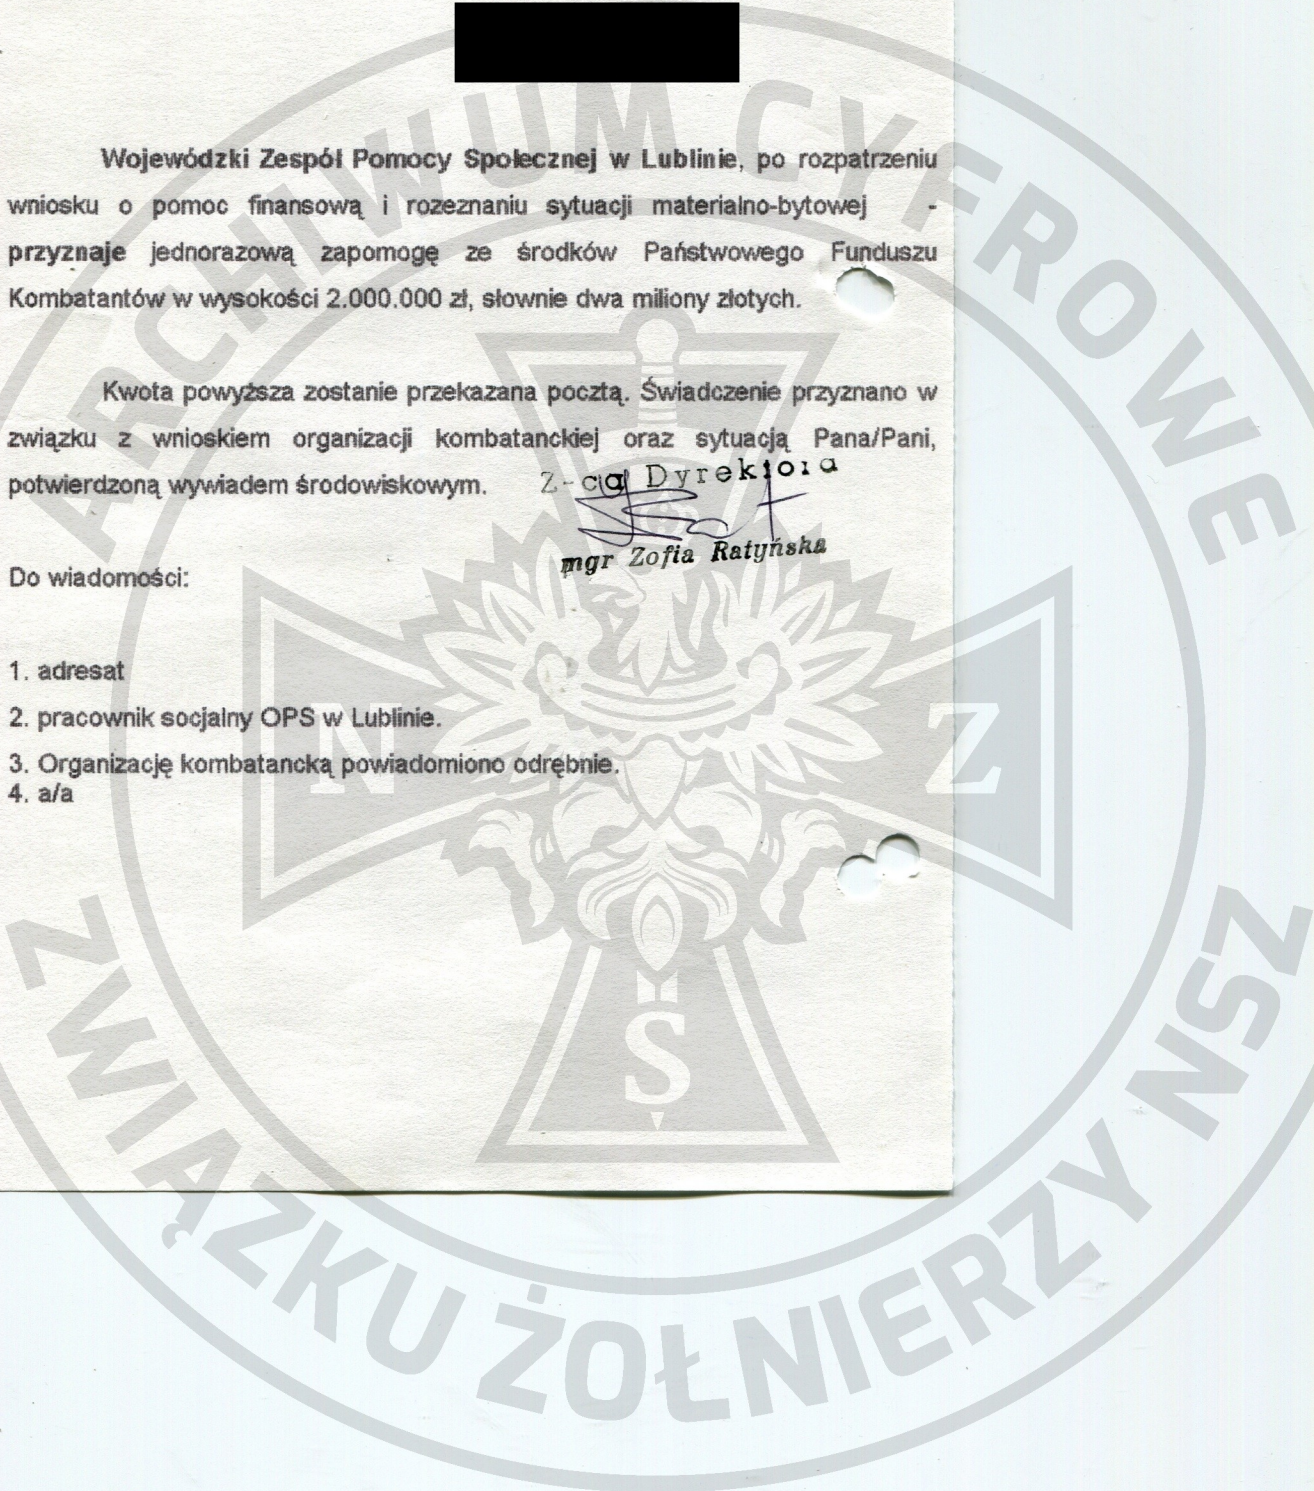 Wojewódzki Zespół Pomocy Społecznej w Lublinie, po rozpatrzeniu
wniosku o pomoc finansową i rozeznaniu sytuacji materialno-bytowej -
przyznaje jednorazową zapomogę ze środków Państwowego Funduszu
Kombatantów w wysokości 2.000.000 zł, słownie dwa miliony złotych.
Kwota powyższa zostanie przekazana pocztą. Świadczenie przyznano w
związku z wnioskiem organizacji kombatanckiej oraz sytuacją Pana/Pani,
potwierdzoną wywiadem środowiskowym.
Z-ca Dyrektora
mgr Zofia Ratyńska
Do wiadomości:
1. adresat
2. pracownik socjalny OPS w Lublinie.
3. Organizację kombatancką powiadomiono odrębnie.
4. a/a
ARCHIWUM CYFROWE
ZWIĄZKU ŻOŁNIERZY NSZ
N
Z
S